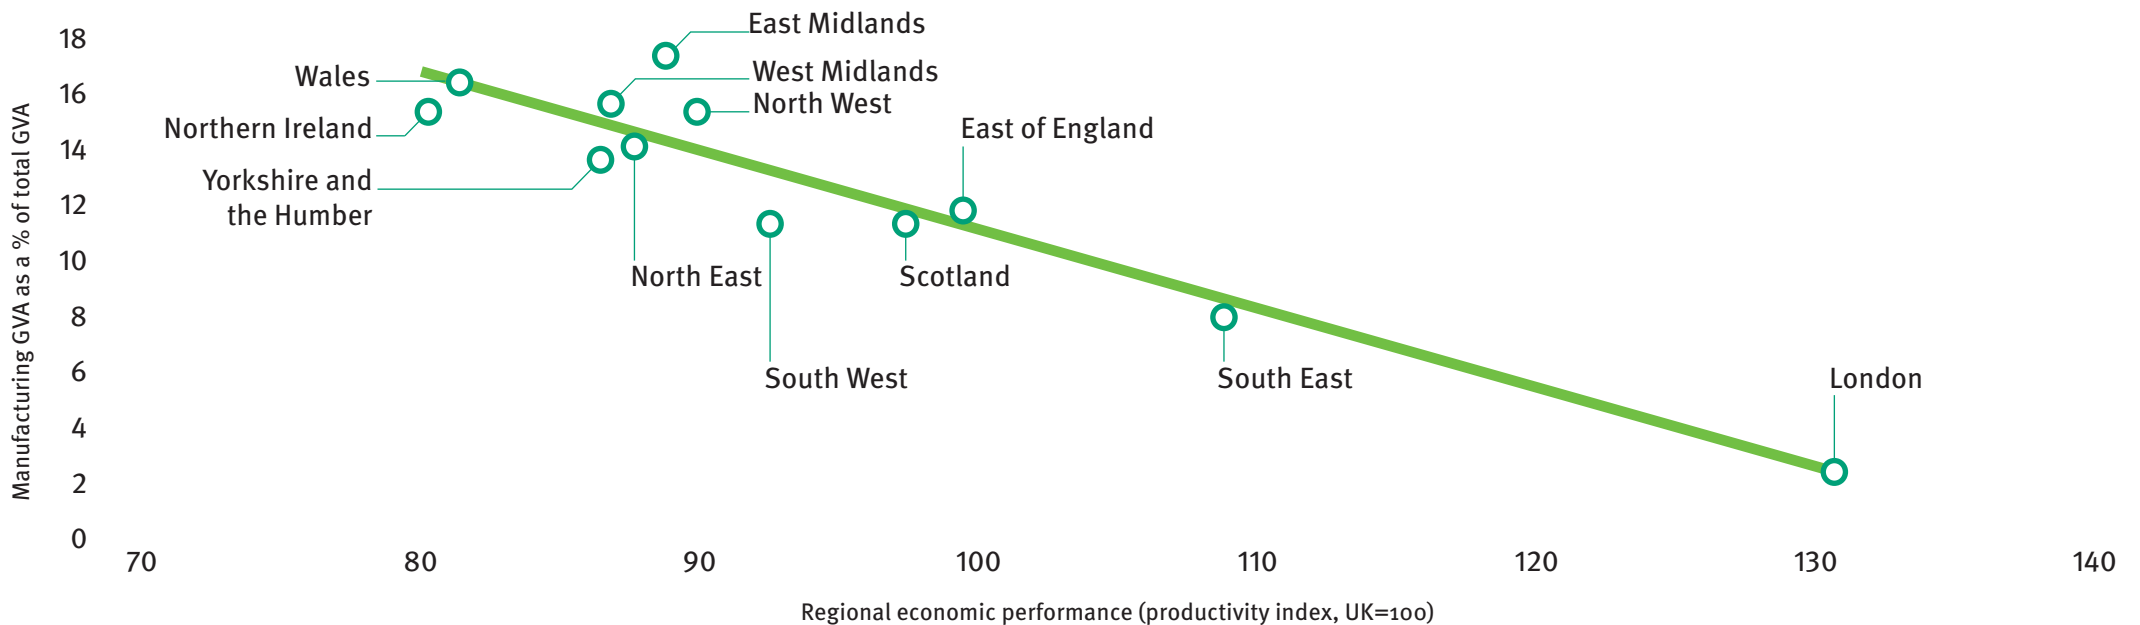 East Midlands
18
Wales
West Midlands
16
North West
Northern Ireland
East of England
14
Yorkshire and
the Humber
12
10
North East
Scotland
8
6
South West
South East
London
4
2
0
Manufacturing GVA as a % of total GVA
70 80 90 100 110 120 130 140
Regional economic performance (productivity index, UK=100)